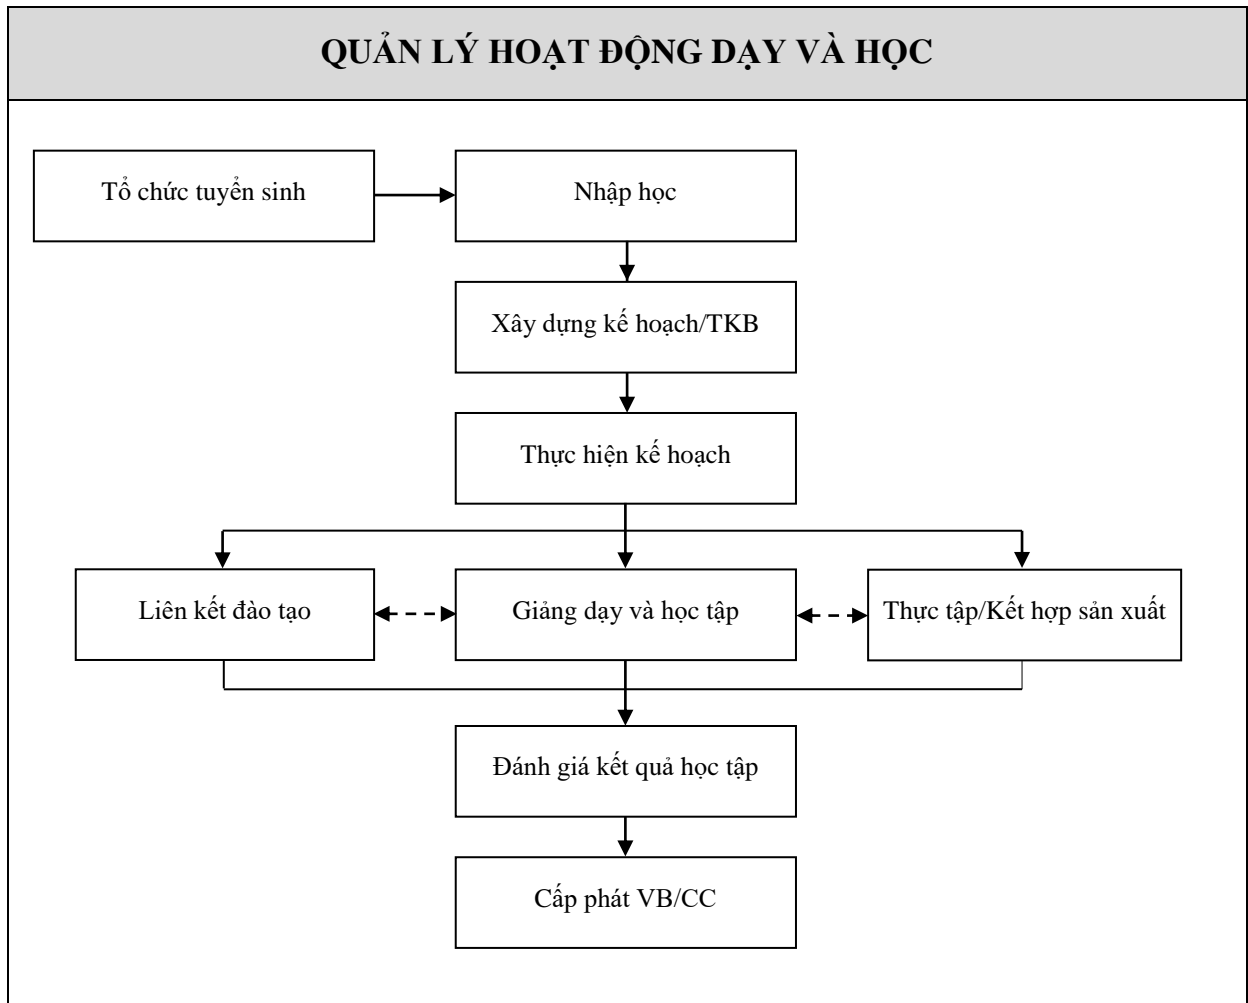 QUẢN LÝ HOẠT ĐỘNG DẠY VÀ HỌC
Tổ chức tuyển sinh
Nhập học
Xây dựng kế hoạch/TKB
Thực hiện kế hoạch
Liên kết đào tạo
Giảng dạy và học tập
Thực tập/Kết hợp sản xuất
Đánh giá kết quả học tập
Cấp phát VB/CC